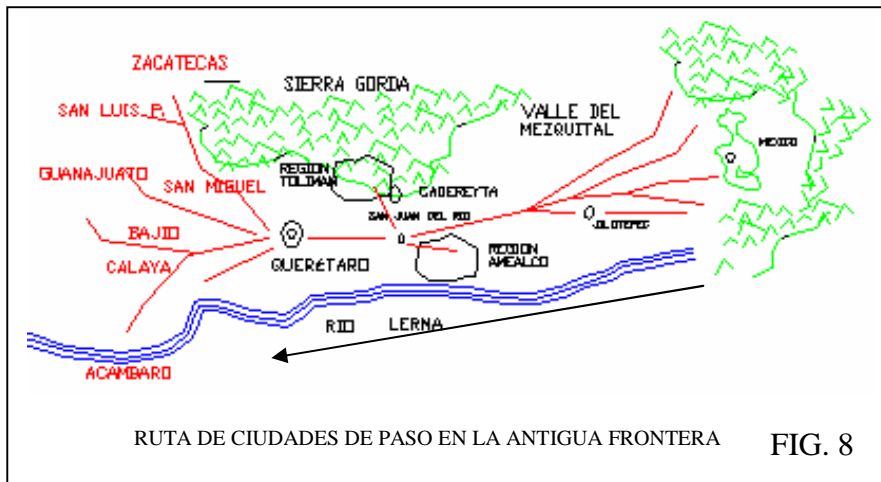 ZACATECAS
SIERRA GORDA
SAN LUIS P.
VALLE DEL
MEZQUITAL
MEXICO
GUANAJUATO
REGION
TOLIMAN
SAN MIGUEL
CADEREYTA
SAN JUAN DEL RIO
JILOTEPEC
BAJIO
CALAYA
QUERÉTARO
REGION
AMEALCO
RIO LERNA
ACAMBARO
RUTA DE CIUDADES DE PASO EN LA ANTIGUA FRONTERA
FIG. 8